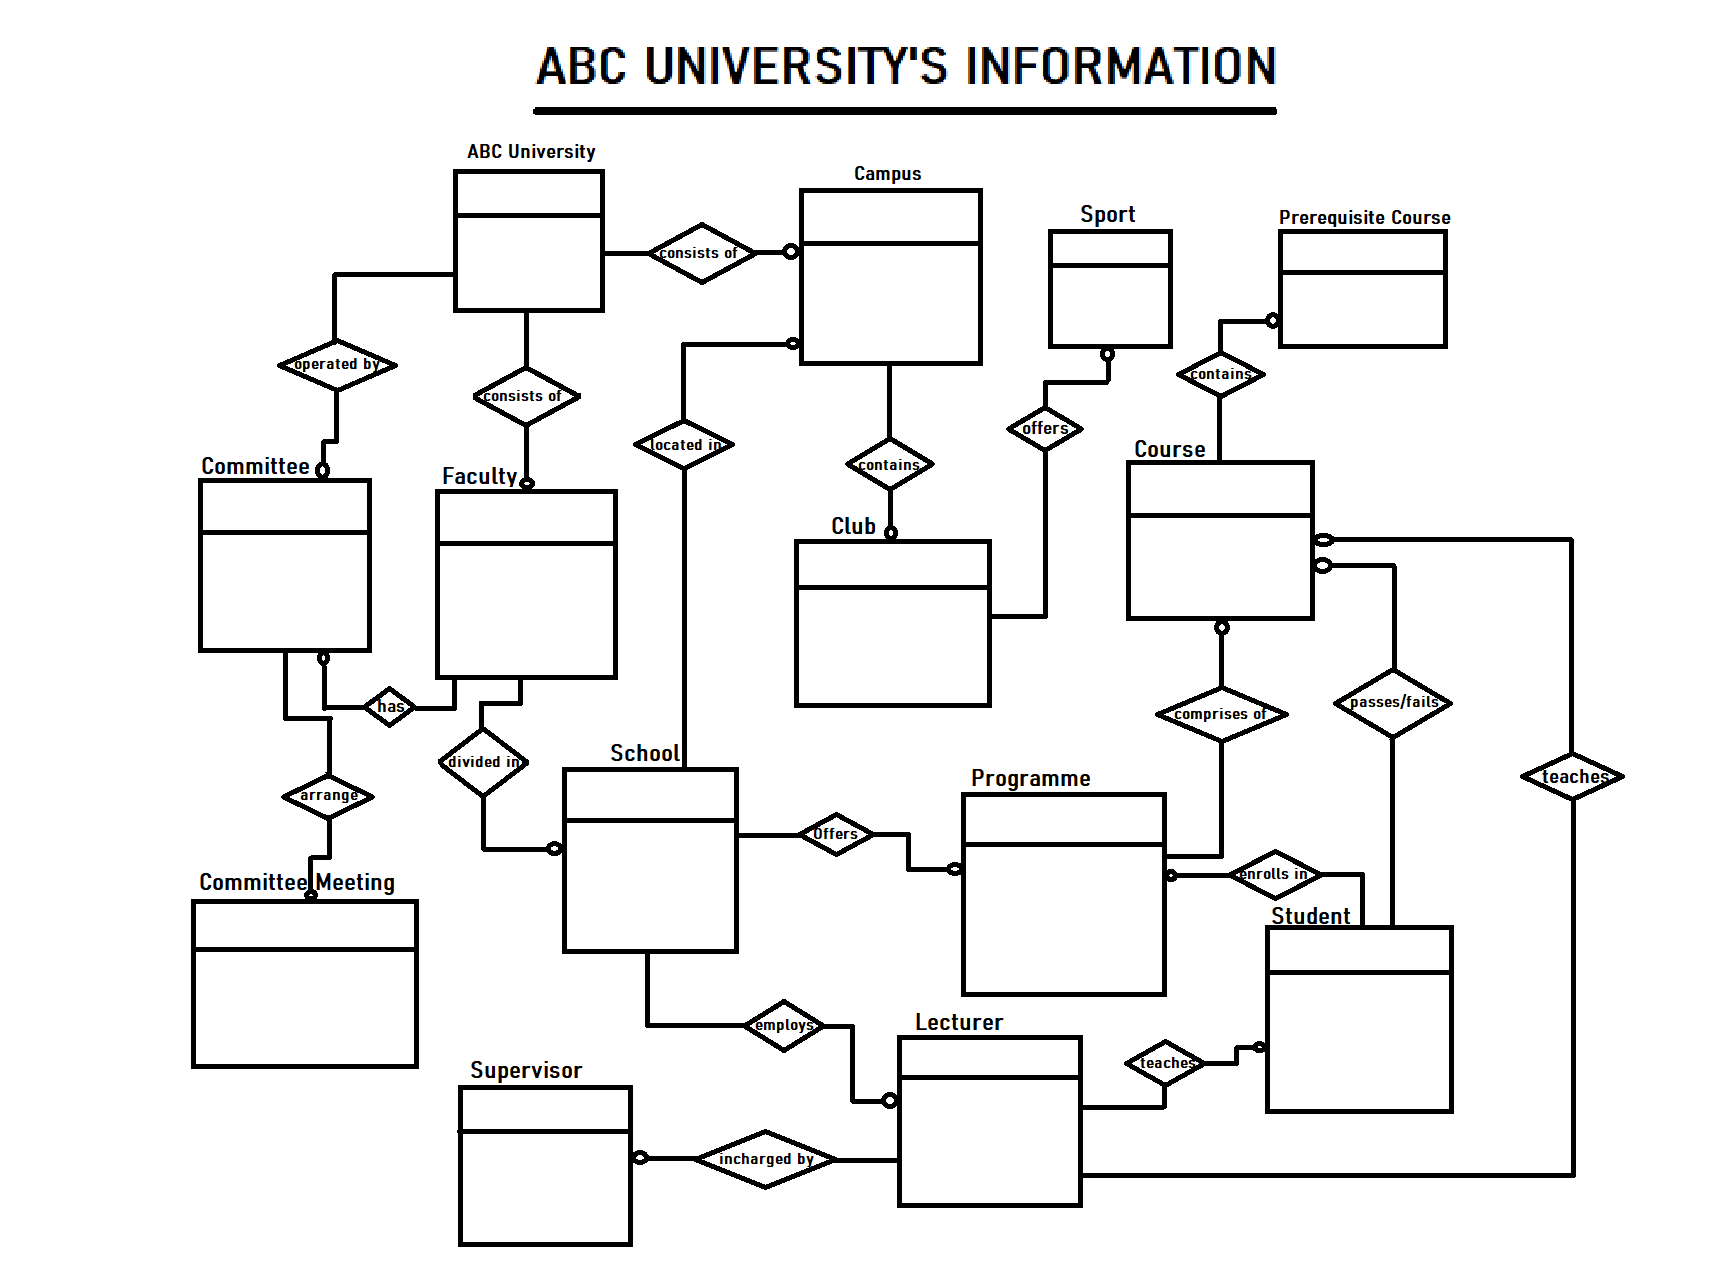 ABC UNIVERSITY'S INFORMATION
ABC University
Campus
Sport
Prerequisite Course
consists of
operated by
consists of
contains
offers
located in
contains
Course
Committee
Faculty
Club
has
passes/fails
comprises of
divided in
School
Programme
teaches
arrange
Offers
Committee Meeting
enrolls in
Student
employs
Lecturer
teaches
Supervisor
incharged by